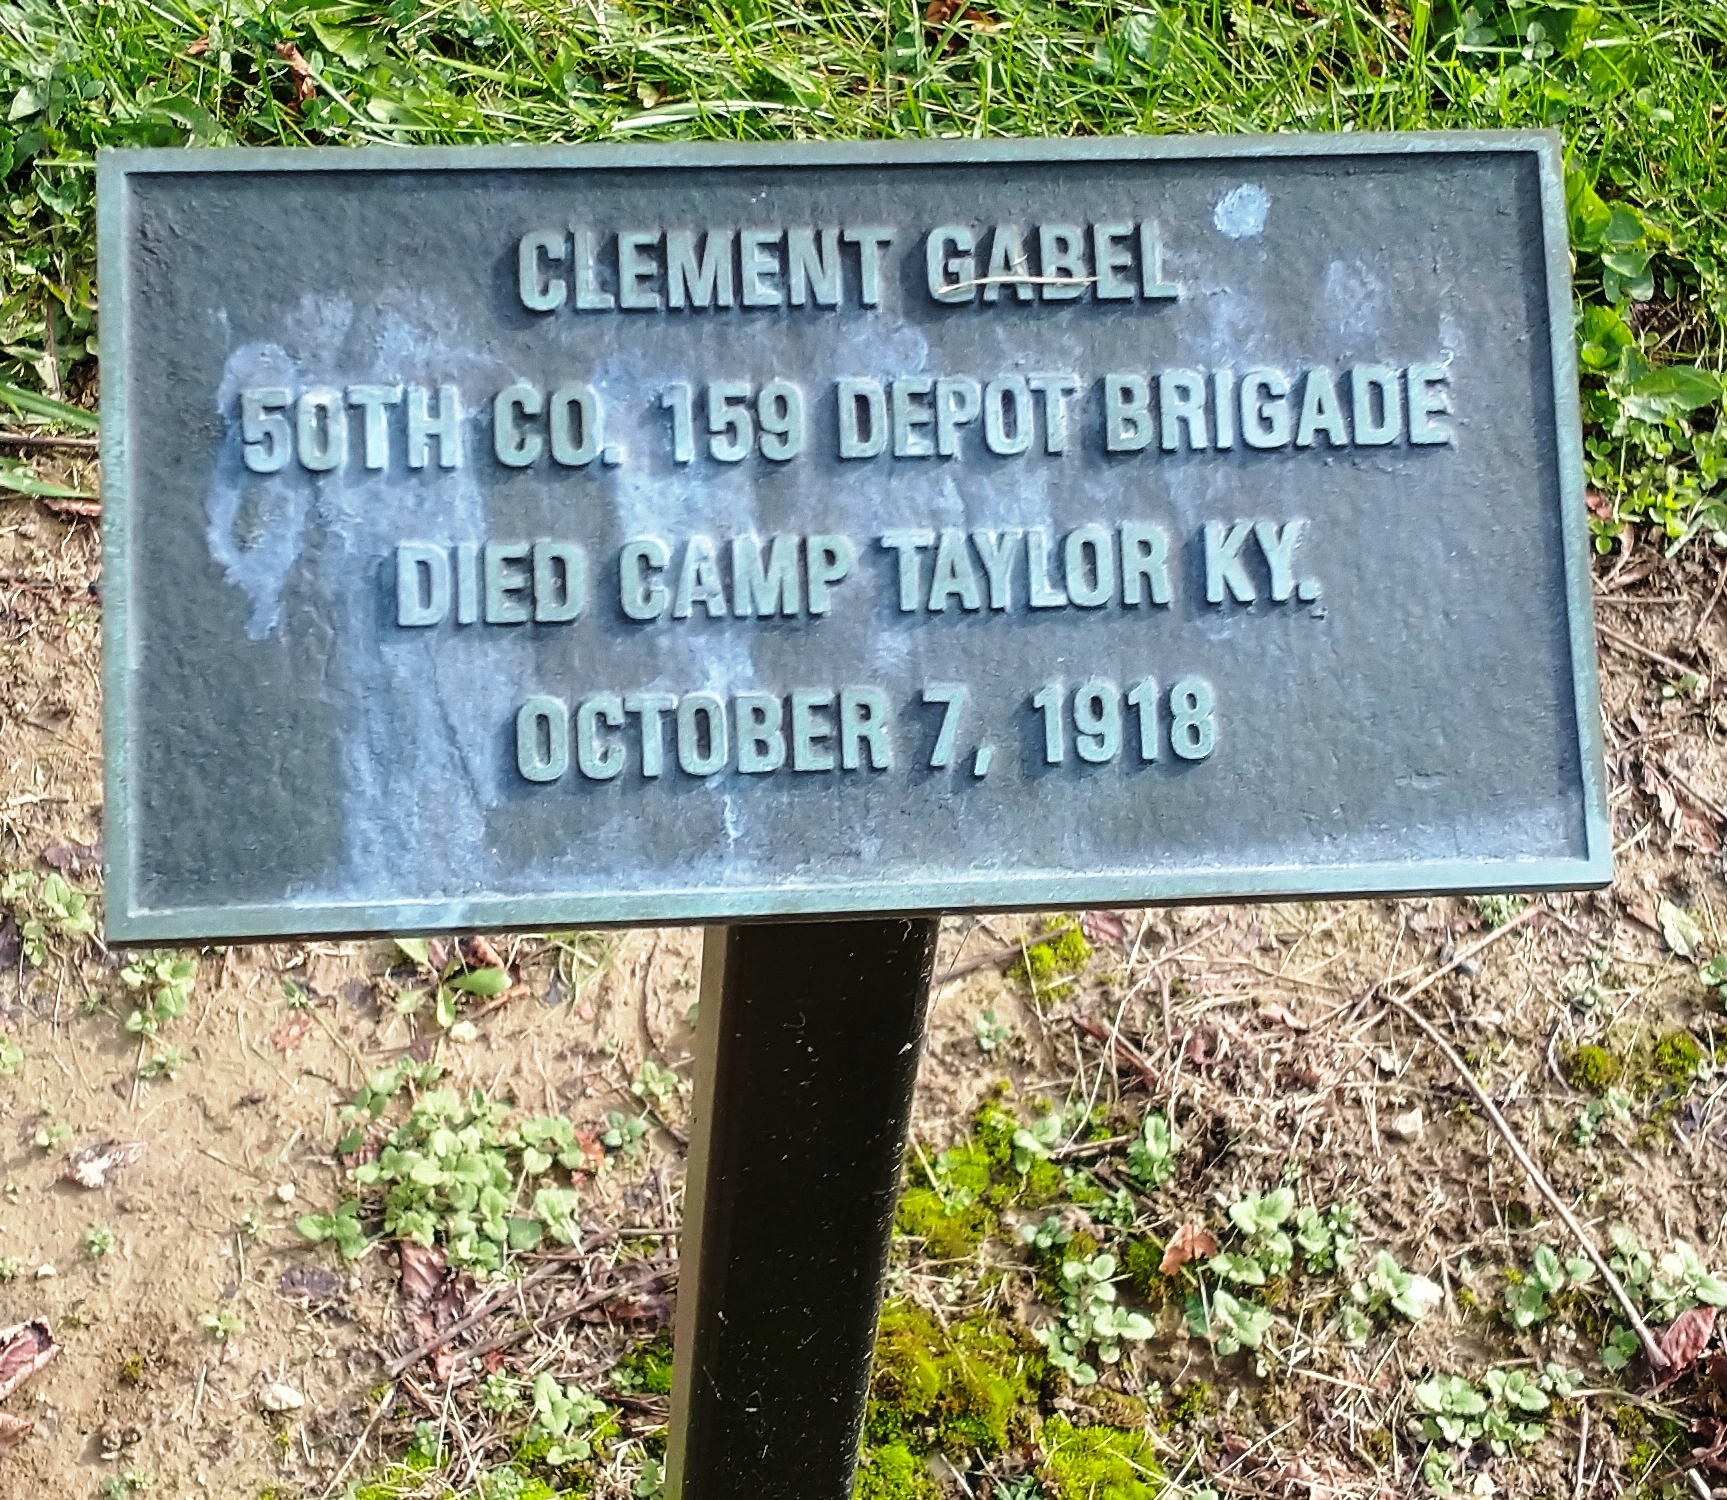 CLEMENT GABEL
50TH CO. 159 DEPOT BRIGADE
DIED CAMP TAYLOR KY.
OCTOBER 7, 1918